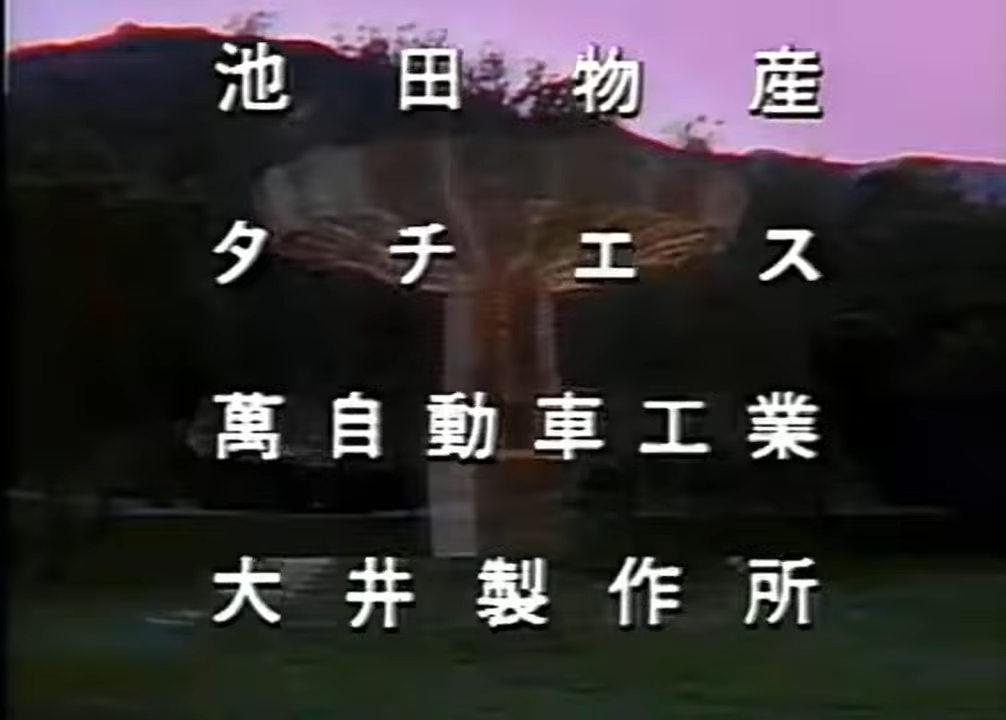 池田物産
タチエス
萬自動車工業
大井製作所